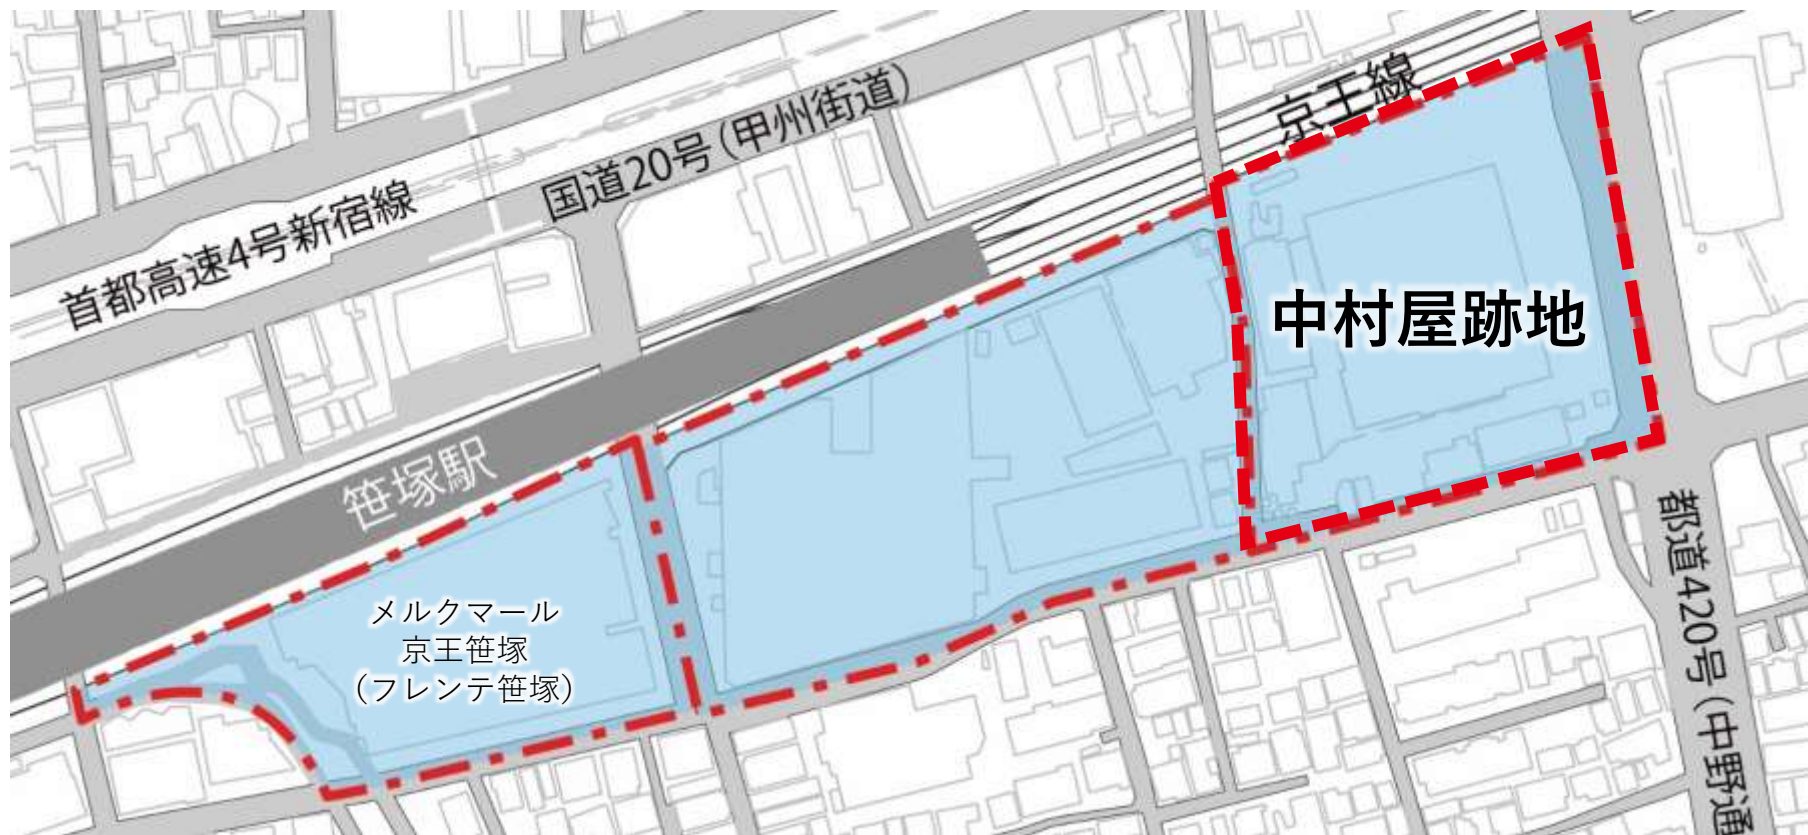 京王線
国道20号（甲州街道）
首都高速4号新宿線
中村屋跡地
笹塚駅
メルクマール
京王笹塚
（フレンテ笹塚）
都道420号（中野通